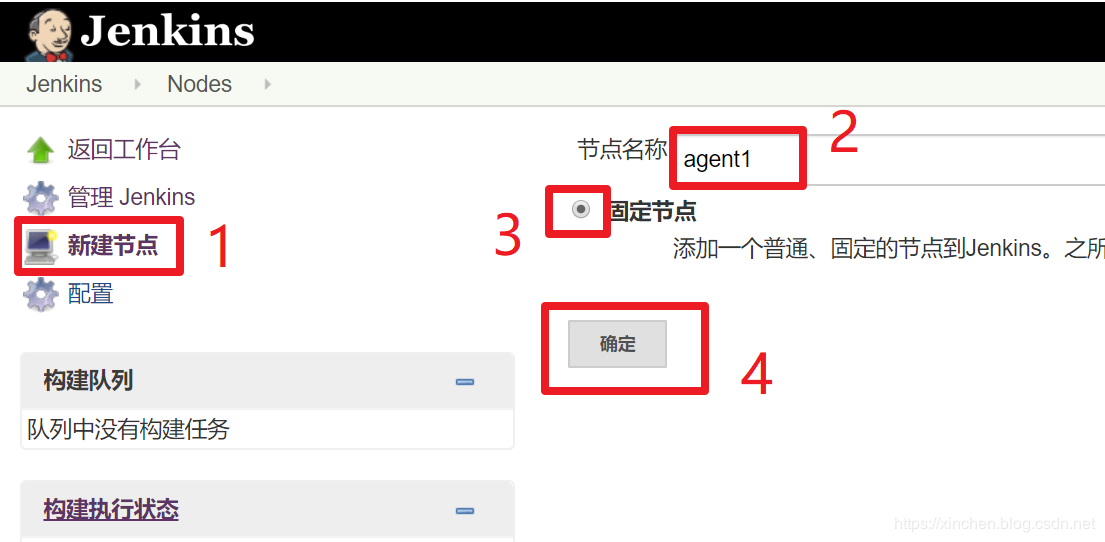 Jenkins
Jenkins Nodes
返回工作台
管理 Jenkins
新建节点 1
配置
构建队列
队列中没有构建任务
构建执行状态
节点名称 agent1 2
3 固定节点
添加一个普通、固定的节点到Jenkins。之所
确定 4
https://xinchen.blog.csdn.net